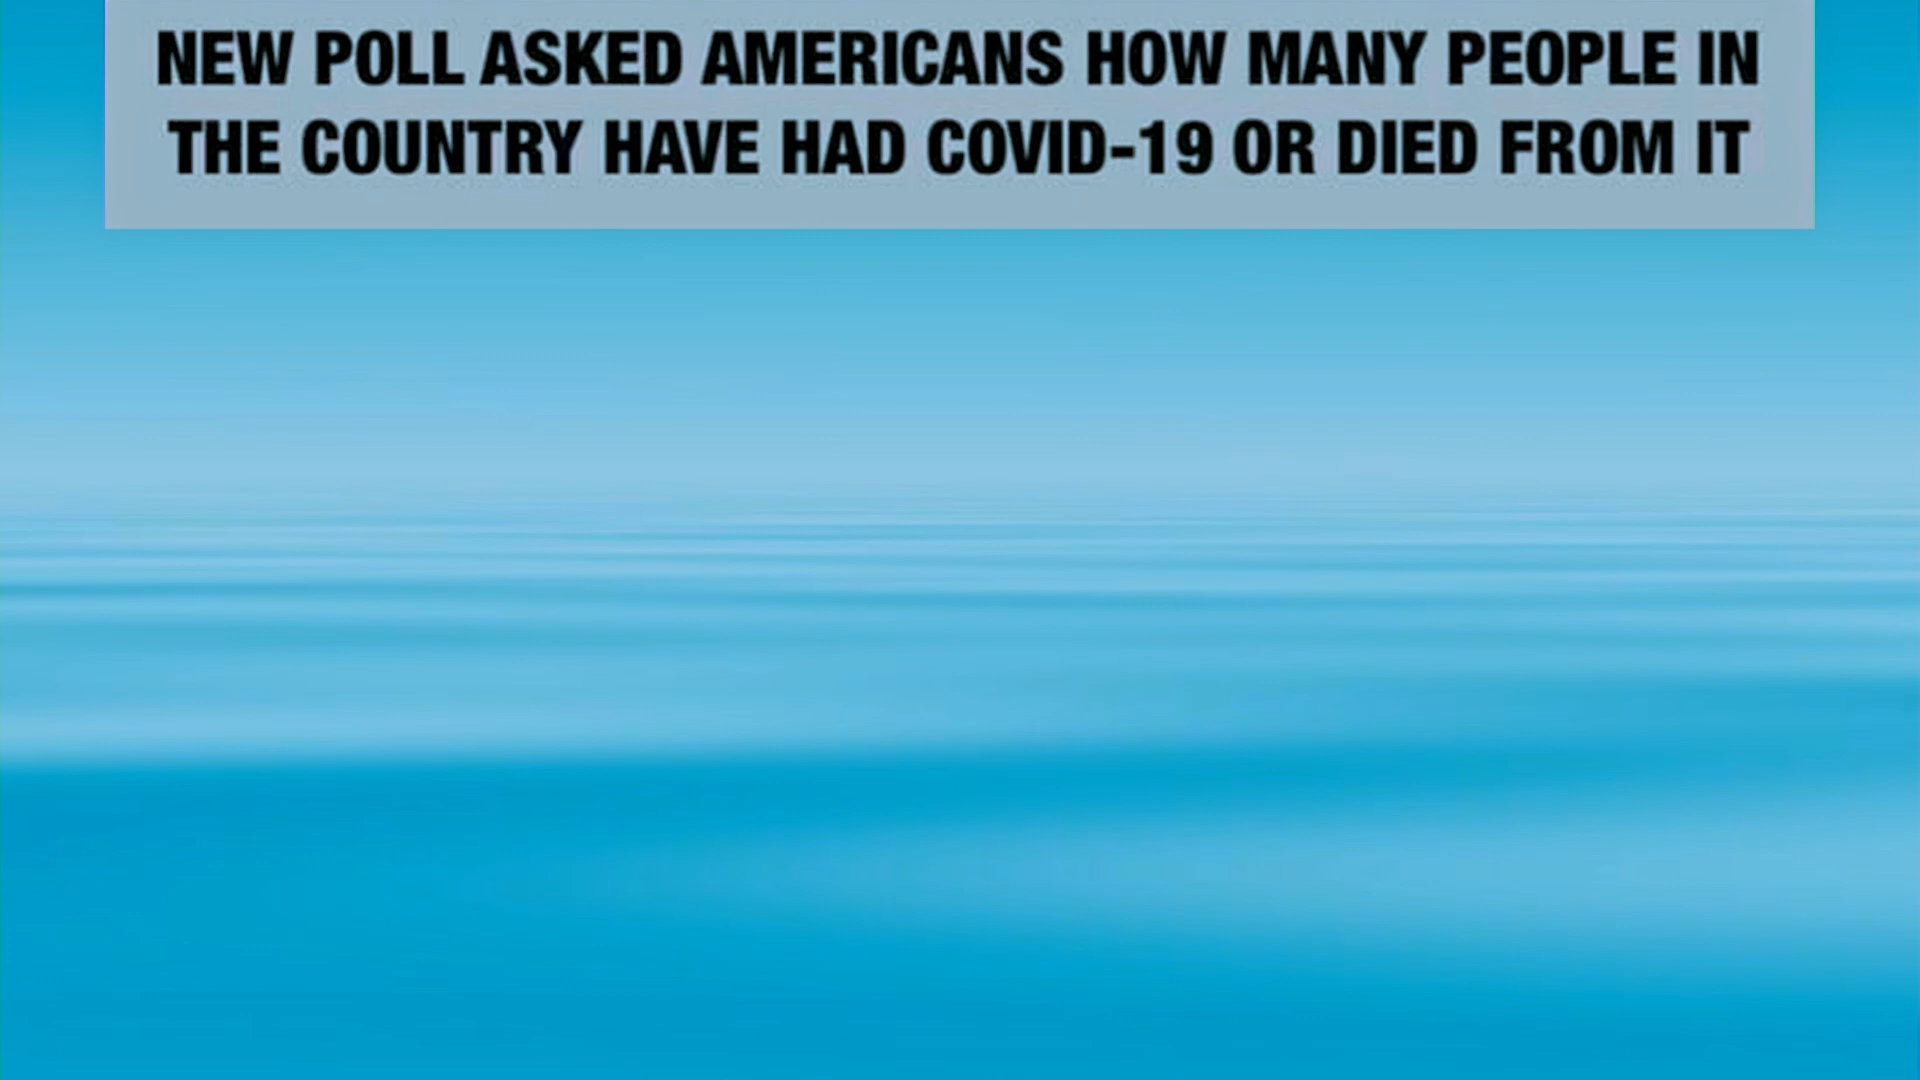 NEW POLL ASKED AMERICANS HOW MANY PEOPLE IN
THE COUNTRY HAVE HAD COVID-19 OR DIED FROM IT